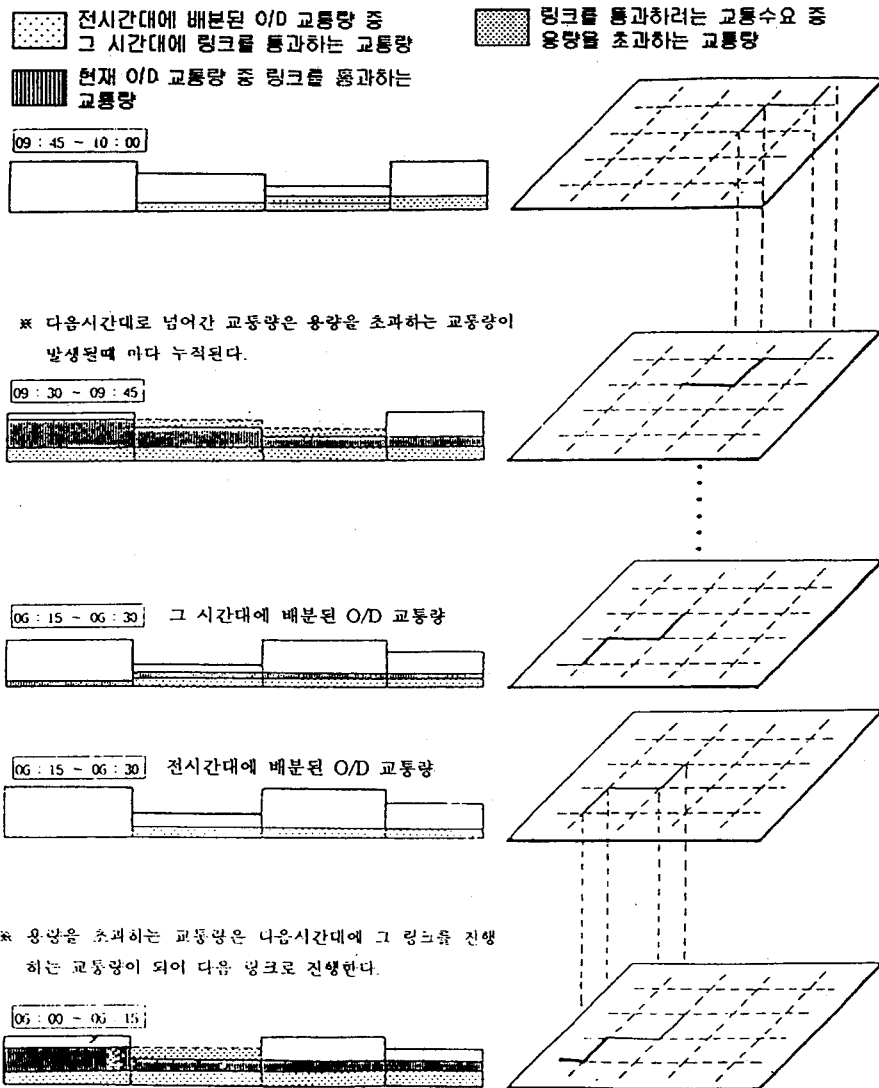 전시간대에 배분된 O/D 교통량 중
그 시간대에 링크를 통과하는 교통량
링크를 통과하려는 교통수요 중
용량을 초과하는 교통량
현재 O/D 교통량 중 링크를 통과하는
교통량
09 : 45 ~ 10 : 00
※ 다음시간대로 넘어간 교통량은 용량을 초과하는 교통량이
발생될때 마다 누적된다.
09 : 30 ~ 09 : 45
06 : 15 ~ 06 : 30 그 시간대에 배분된 O/D 교통량
06 : 15 ~ 06 : 30 전시간대에 배분된 O/D 교통량
※ 용량을 초과하는 교통량은 다음시간대에 그 링크를 진행
하는 교통량이 되어 다음 링크로 진행한다.
06 : 00 ~ 06 : 15